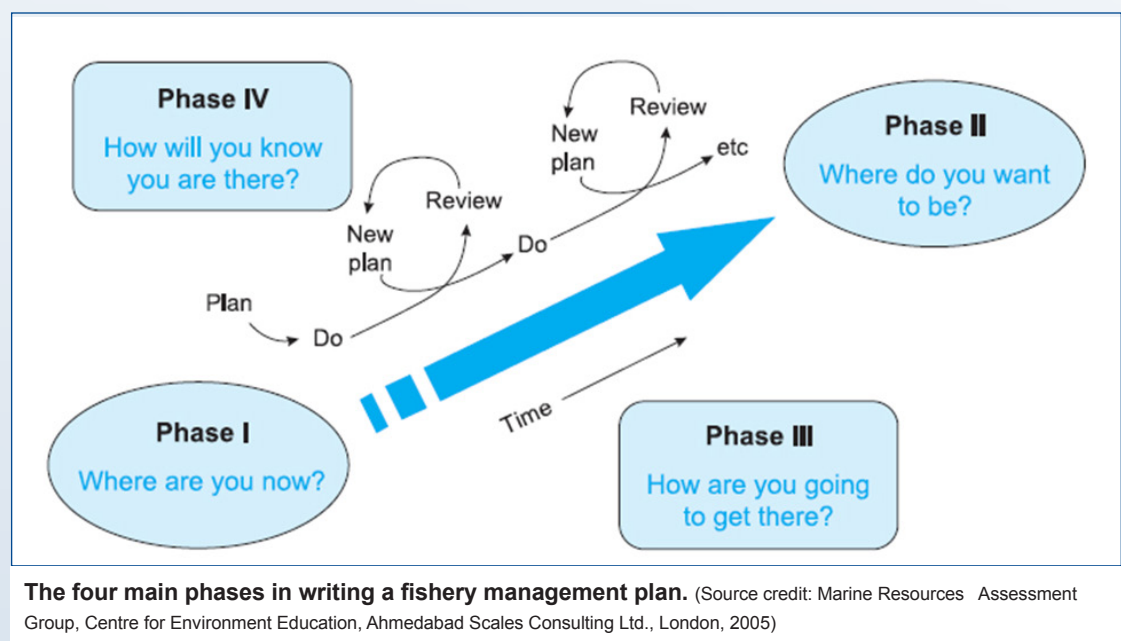 Phase IV
How will you know
you are there?
Review
New
plan
etc
Phase II
Where do you want
to be?
Review
New
plan
Do
Plan
Do
Time
Phase I
Where are you now?
Phase III
How are you going
to get there?
The four main phases in writing a fishery management plan. (Source credit: Marine Resources Assessment
Group, Centre for Environment Education, Ahmedabad Scales Consulting Ltd., London, 2005)